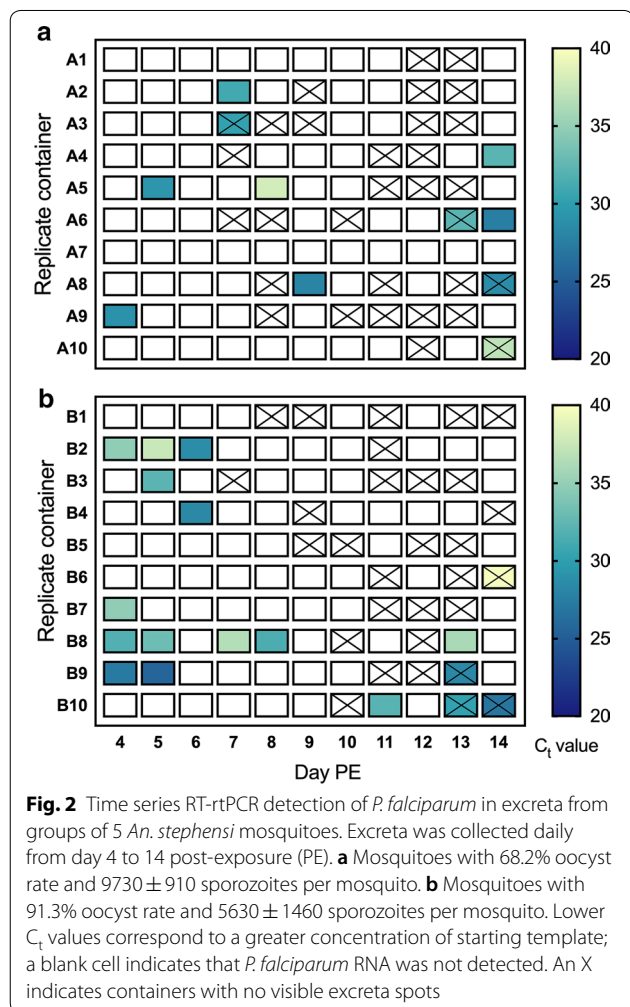 a
A1
A2
A3
A4
A5
A6
A7
A8
A9
A10
Replicate container
40
35
30
25
20
b
B1
B2
B3
B4
B5
B6
B7
B8
B9
B10
Replicate container
40
35
30
25
20
4 5 6 7 8 9 10 11 12 13 14
Day PE
Ct value
Fig. 2 Time series RT-rtPCR detection of P. falciparum in excreta from
groups of 5 An. stephensi mosquitoes. Excreta was collected daily
from day 4 to 14 post-exposure (PE). a Mosquitoes with 68.2% oocyst
rate and 9730 ± 910 sporozoites per mosquito. b Mosquitoes with
91.3% oocyst rate and 5630 ± 1460 sporozoites per mosquito. Lower
Ct values correspond to a greater concentration of starting template;
a blank cell indicates that P. falciparum RNA was not detected. An X
indicates containers with no visible excreta spots